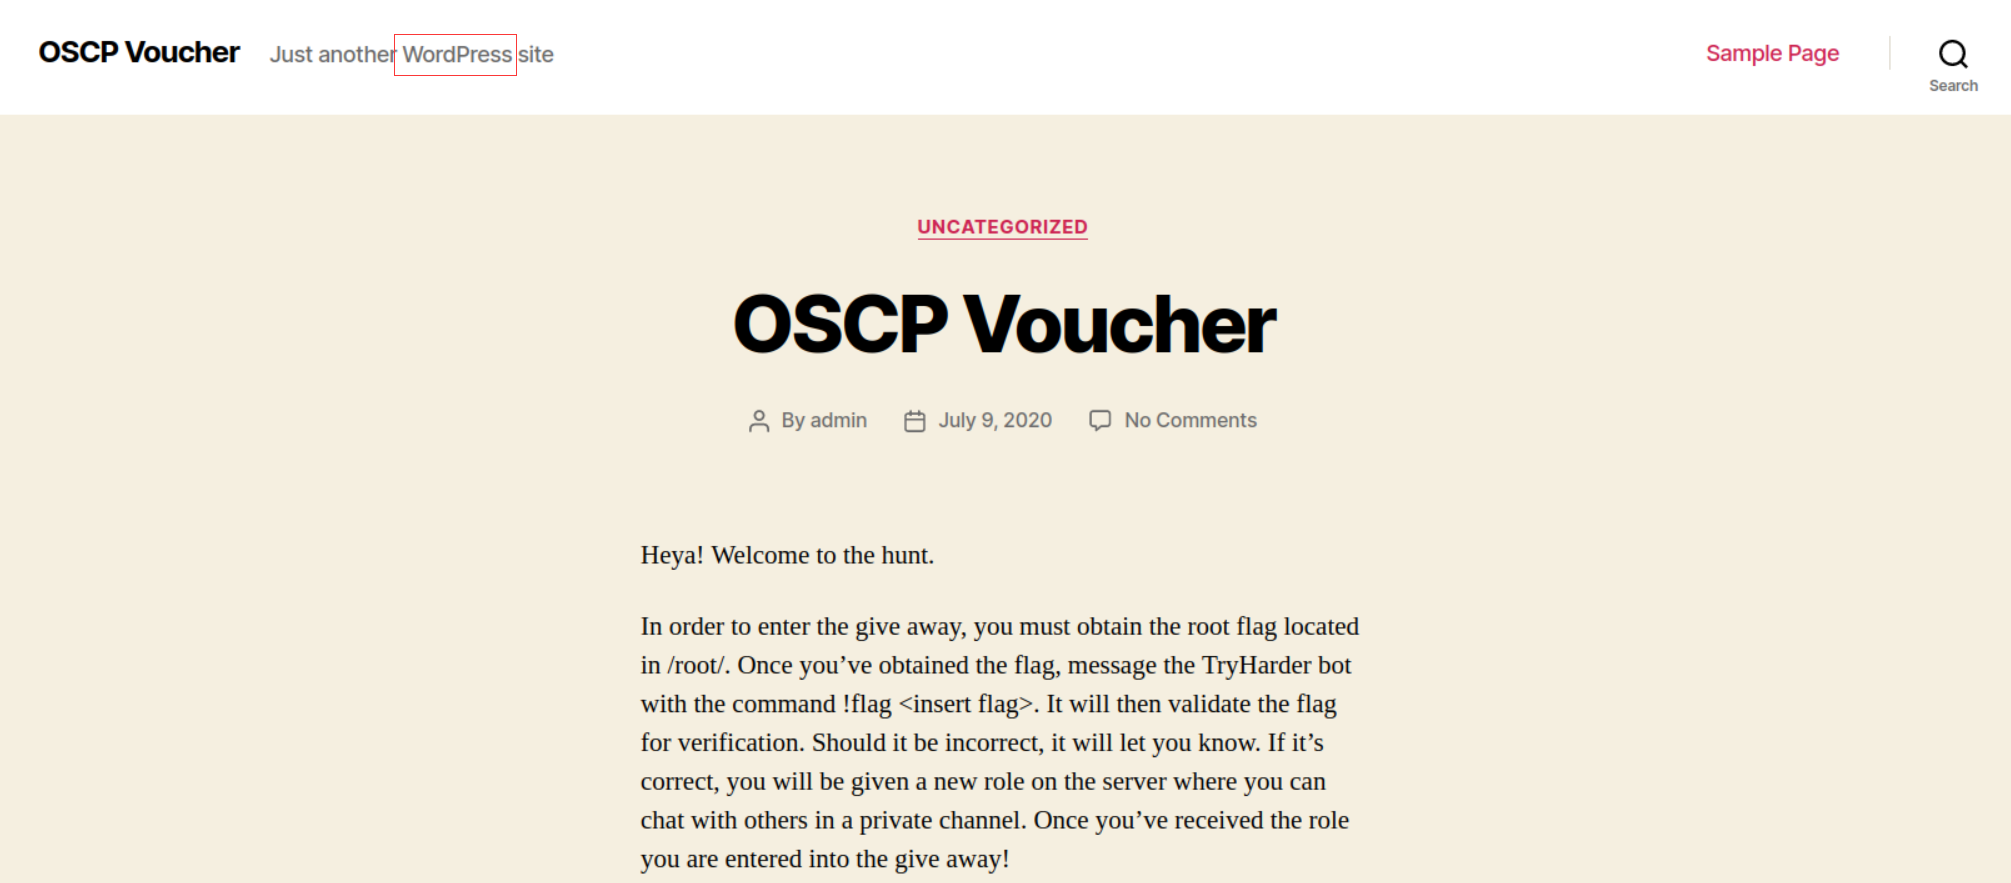 OSCP Voucher Just another WordPress site Sample Page
Search
UNCATEGORIZED
OSCP Voucher
By admin July 9, 2020 No Comments
Heya! Welcome to the hunt.
In order to enter the give away, you must obtain the root flag located
in /root/. Once you’ve obtained the flag, message the TryHarder bot
with the command !flag <insert flag>. It will then validate the flag
for verification. Should it be incorrect, it will let you know. If it’s
correct, you will be given a new role on the server where you can
chat with others in a private channel. Once you’ve received the role
you are entered into the give away!